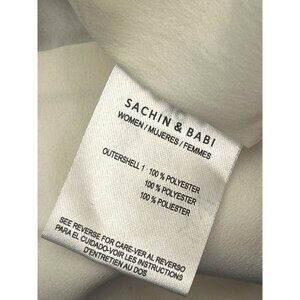 SACHIN & BABI
WOMEN / MUJERES / FEMMES
OUTERSHELL 1 100 % POLYESTER
100 % POLYESTER
100 % POLIESTER
SEE REVERSE FOR CARE-VER AL REVERSO
PARA EL CUIDADO-VOIR LES INSTRUCTIONS
D'ENTRETIEN AU DOS